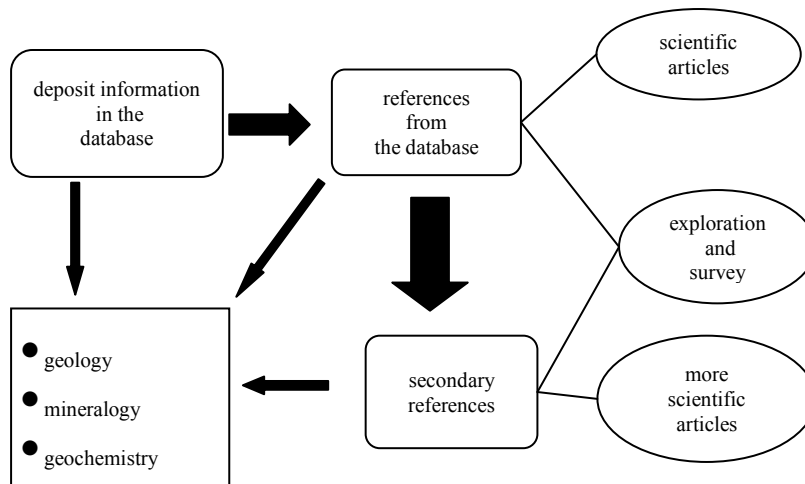 deposit information
in the
database
references
from
the database
scientific
articles
exploration
and
survey
geology
mineralogy
geochemistry
secondary
references
more
scientific
articles